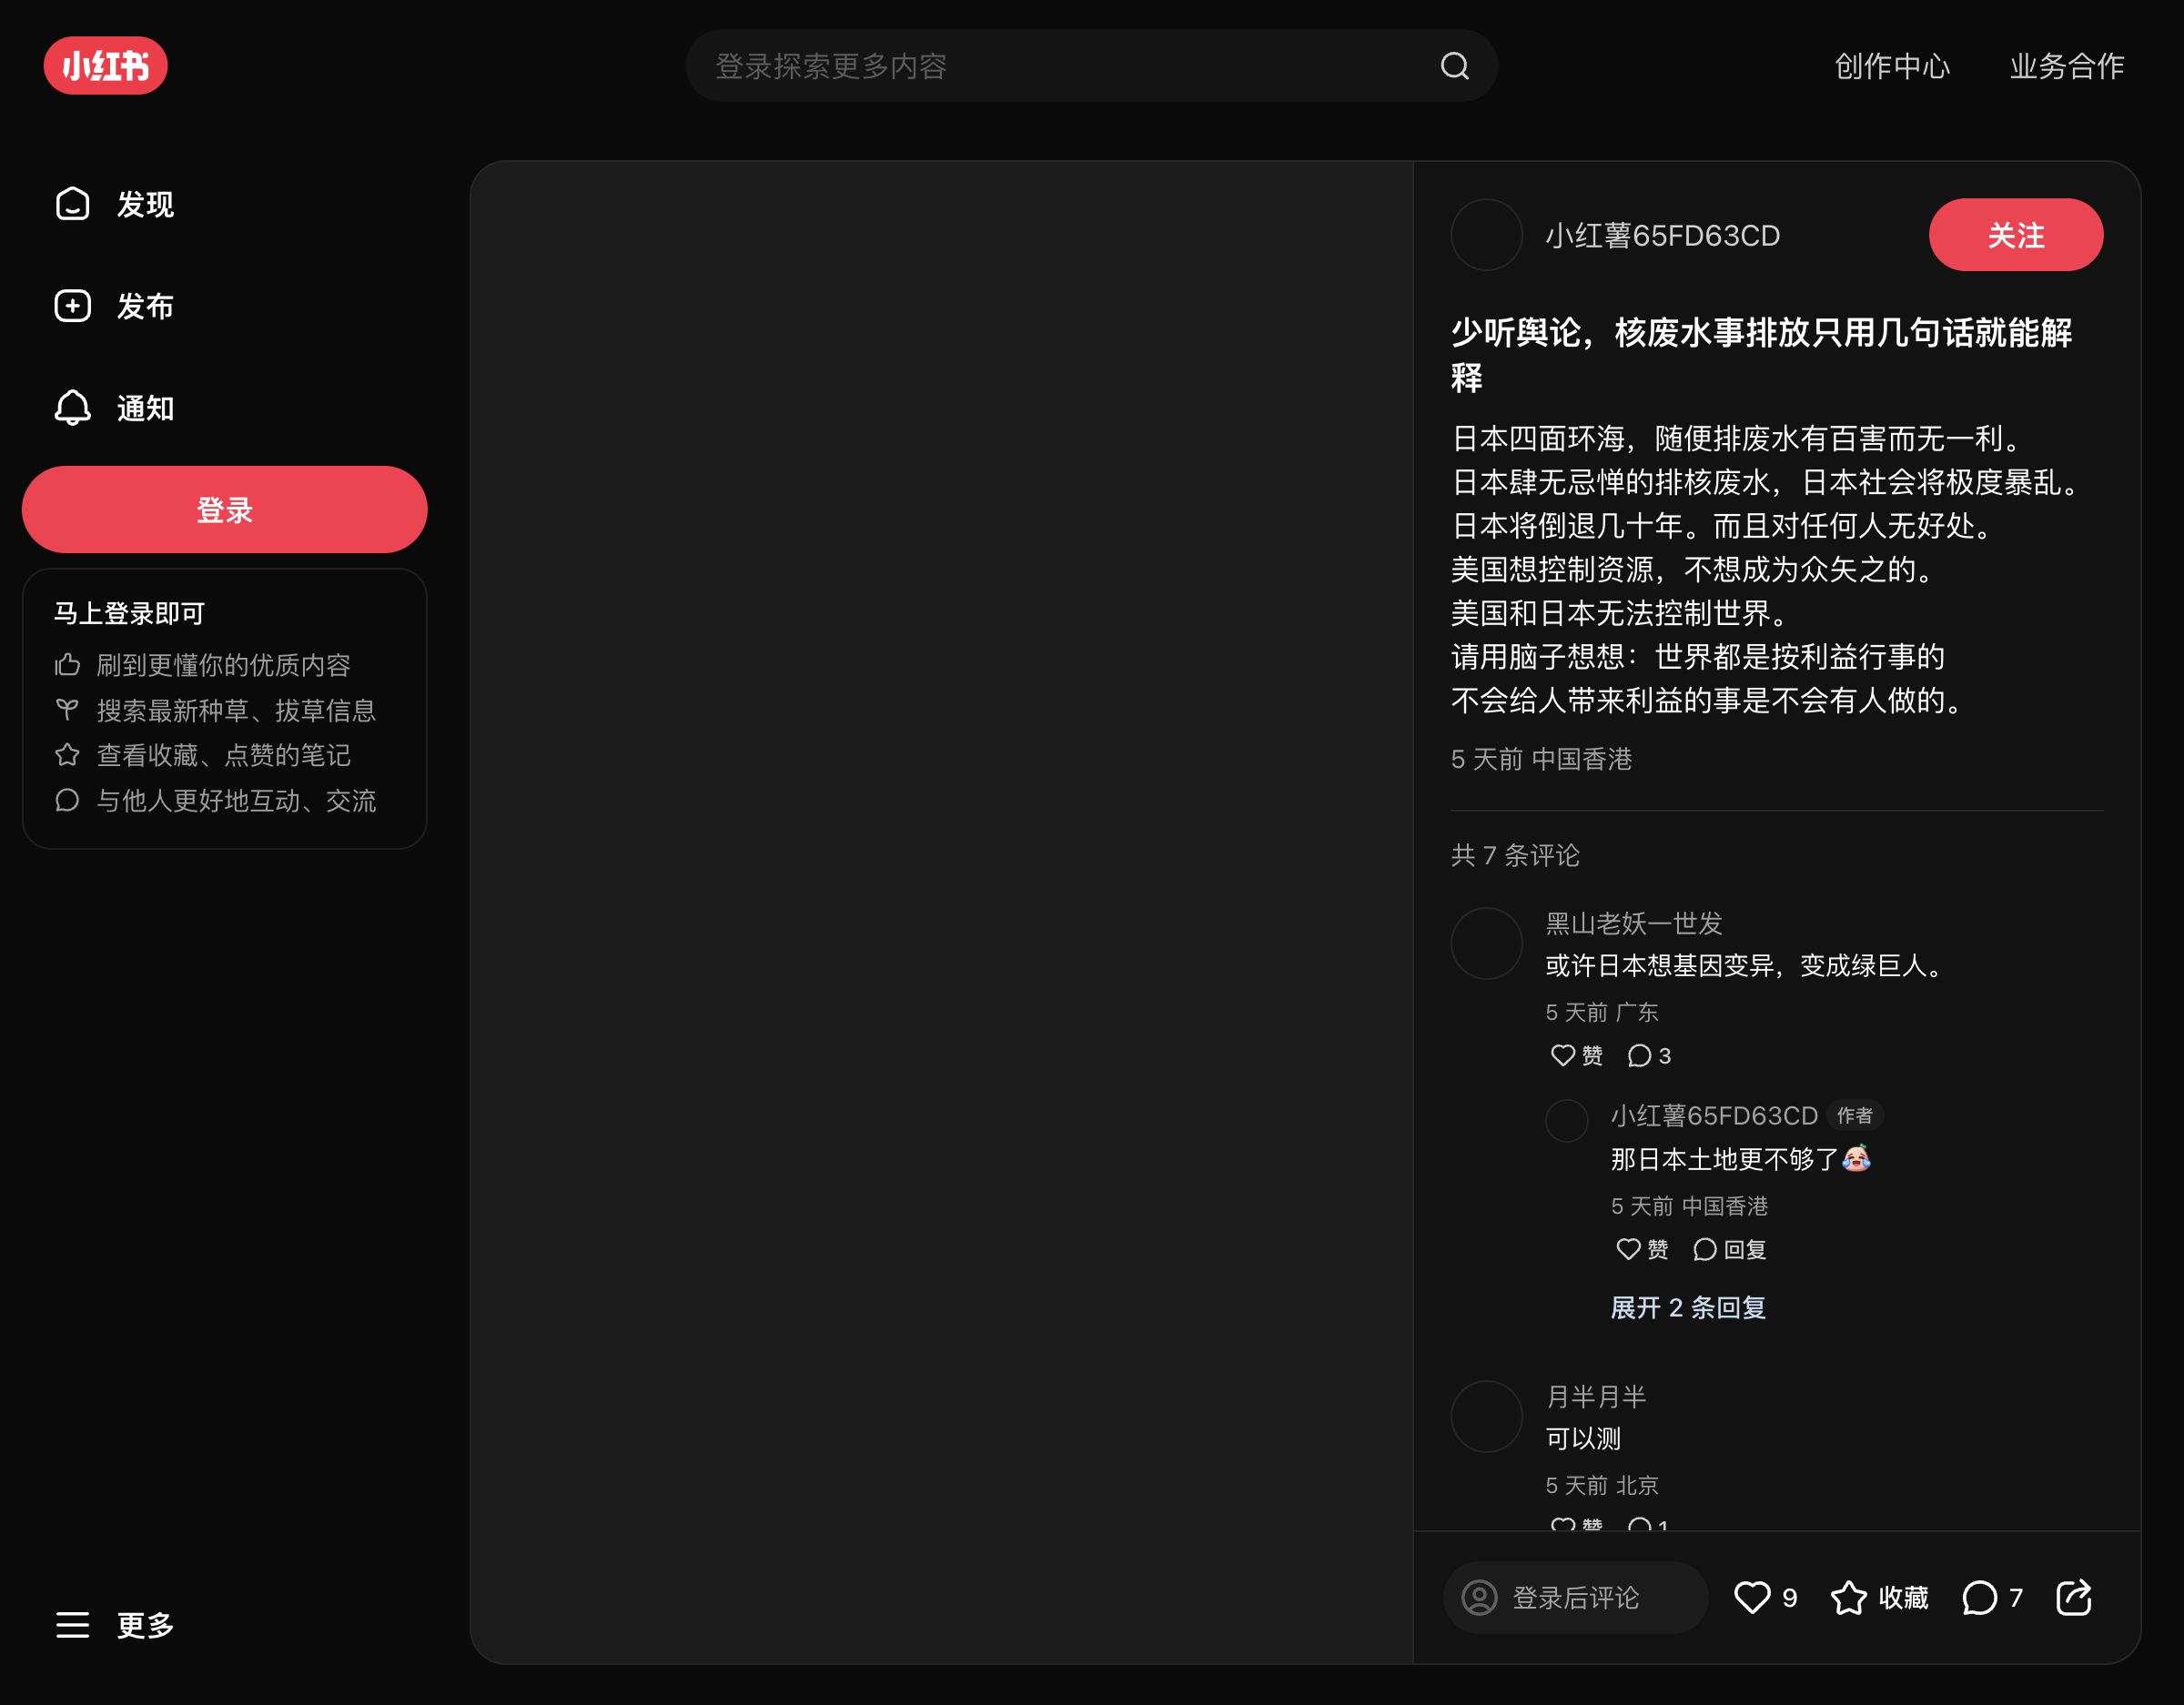 小红书
登录探索更多内容
创作中心
业务合作
发现
发布
通知
登录
马上登录即可
刷到更懂你的优质内容
搜索最新种草、拔草信息
查看收藏、点赞的笔记
与他人更好地互动、交流
更多
小红薯65FD63CD
关注
少听舆论，核废水事排放只用几句话就能解
释
日本四面环海，随便排废水有百害而无一利。
日本肆无忌惮的排核废水，日本社会将极度暴乱。
日本将倒退几十年。而且对任何人无好处。
美国想控制资源，不想成为众矢之的。
美国和日本无法控制世界。
请用脑子想想：世界都是按利益行事的
不会给人带来利益的事是不会有人做的。
5 天前 中国香港
共 7 条评论
黑山老妖一世发
或许日本想基因变异，变成绿巨人。
5 天前 广东
赞 3
小红薯65FD63CD 作者
那日本土地更不够了
5 天前 中国香港
赞 回复
展开 2 条回复
月半月半
可以测
5 天前 北京
赞 1
登录后评论 9 收藏 7